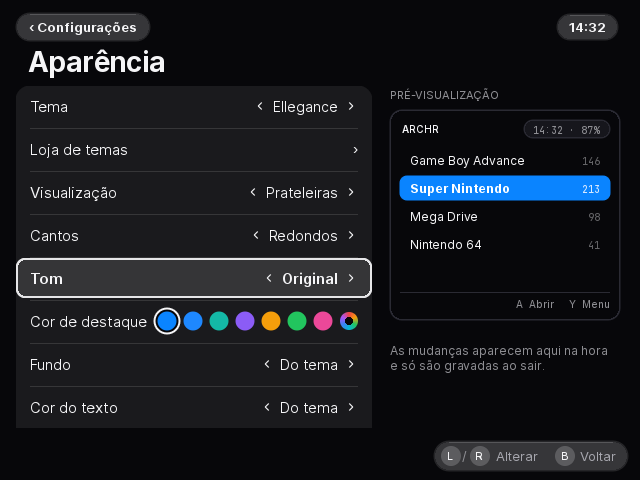 ‹ Configurações
14:32
Aparência
Tema ‹ Ellegance ›
Loja de temas ›
Visualização ‹ Prateleiras ›
Cantos ‹ Redondos ›
Tom ‹ Original ›
Cor de destaque
Fundo ‹ Do tema ›
Cor do texto ‹ Do tema ›
PRÉ-VISUALIZAÇÃO
ARCHR 14:32 · 87%
Game Boy Advance 146
Super Nintendo 213
Mega Drive 98
Nintendo 64 41
A Abrir Y Menu
As mudanças aparecem aqui na hora
e só são gravadas ao sair.
L / R Alterar B Voltar